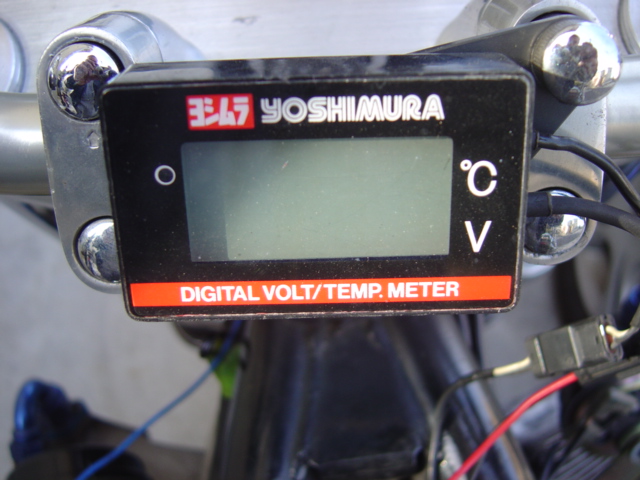 ヨシムラ YOSHIMURA
℃
V
DIGITAL VOLT/TEMP. METER